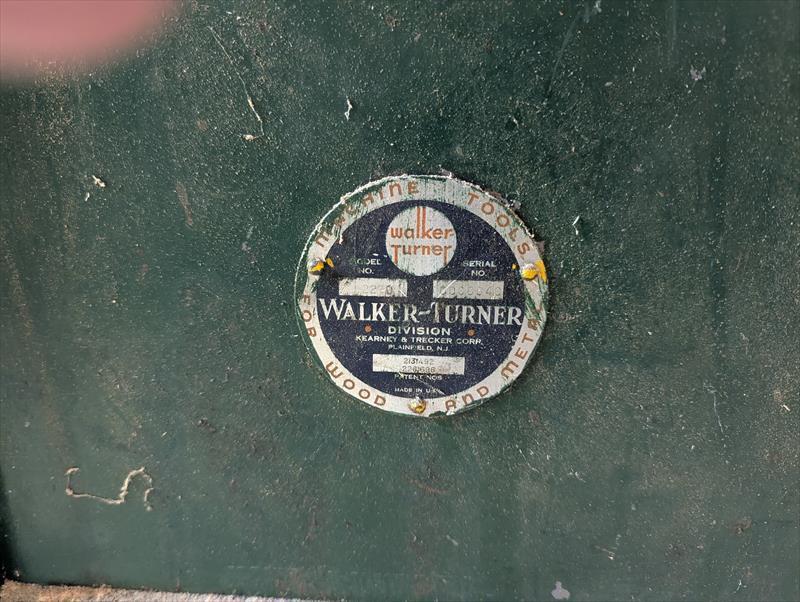 MACHINE TOOLS
walker-
Turner
MODEL SERIAL
NO. NO.
WALKER-TURNER
DIVISION
KEARNEY & TRECKER CORP.
PLAINFIELD, N.J.
2131492
PATENT NOS
MADE IN U.S.A.
FOR WOOD AND METAL